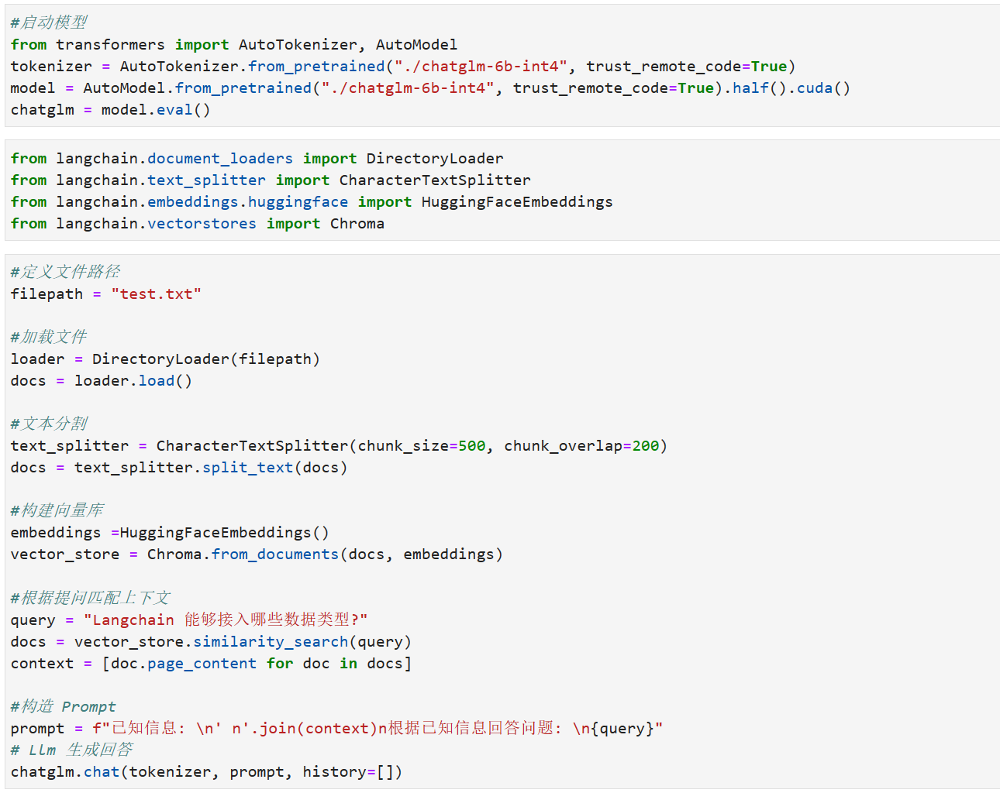 #启动模型
from transformers import AutoTokenizer, AutoModel
tokenizer = AutoTokenizer.from_pretrained("./chatglm-6b-int4", trust_remote_code=True)
model = AutoModel.from_pretrained("./chatglm-6b-int4", trust_remote_code=True).half().cuda()
chatglm = model.eval()
from langchain.document_loaders import DirectoryLoader
from langchain.text_splitter import CharacterTextSplitter
from langchain.embeddings.huggingface import HuggingFaceEmbeddings
from langchain.vectorstores import Chroma
#定义文件路径
filepath = "test.txt"
#加载文件
loader = DirectoryLoader(filepath)
docs = loader.load()
#文本分割
text_splitter = CharacterTextSplitter(chunk_size=500, chunk_overlap=200)
docs = text_splitter.split_text(docs)
#构建向量库
embeddings =HuggingFaceEmbeddings()
vector_store = Chroma.from_documents(docs, embeddings)
#根据提问匹配上下文
query = "Langchain 能够接入哪些数据类型?"
docs = vector_store.similarity_search(query)
context = [doc.page_content for doc in docs]
#构造 Prompt
prompt = f"已知信息: \n' n'.join(context)n根据已知信息回答问题: \n{query}"
# Llm 生成回答
chatglm.chat(tokenizer, prompt, history=[])